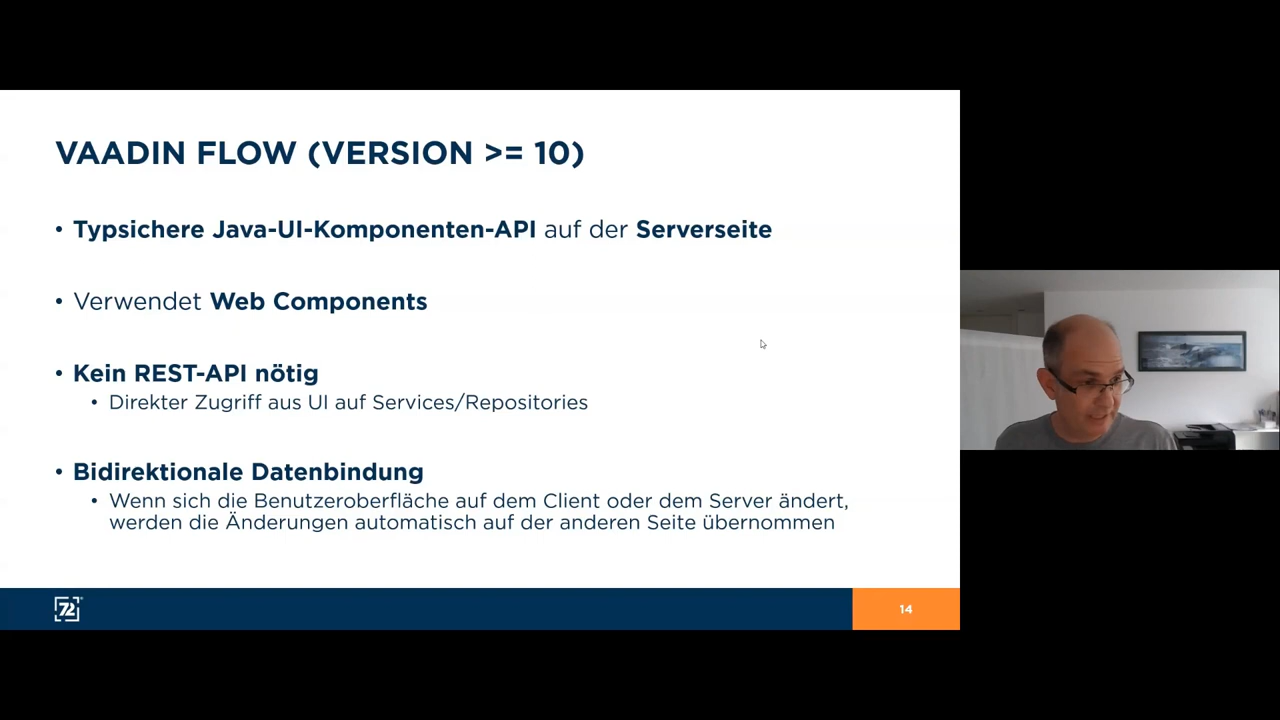 VAADIN FLOW (VERSION >= 10)
• Typsichere Java-UI-Komponenten-API auf der Serverseite
• Verwendet Web Components
• Kein REST-API nötig
• Direkter Zugriff aus UI auf Services/Repositories
• Bidirektionale Datenbindung
• Wenn sich die Benutzeroberfläche auf dem Client oder dem Server ändert,
werden die Änderungen automatisch auf der anderen Seite übernommen
72
14